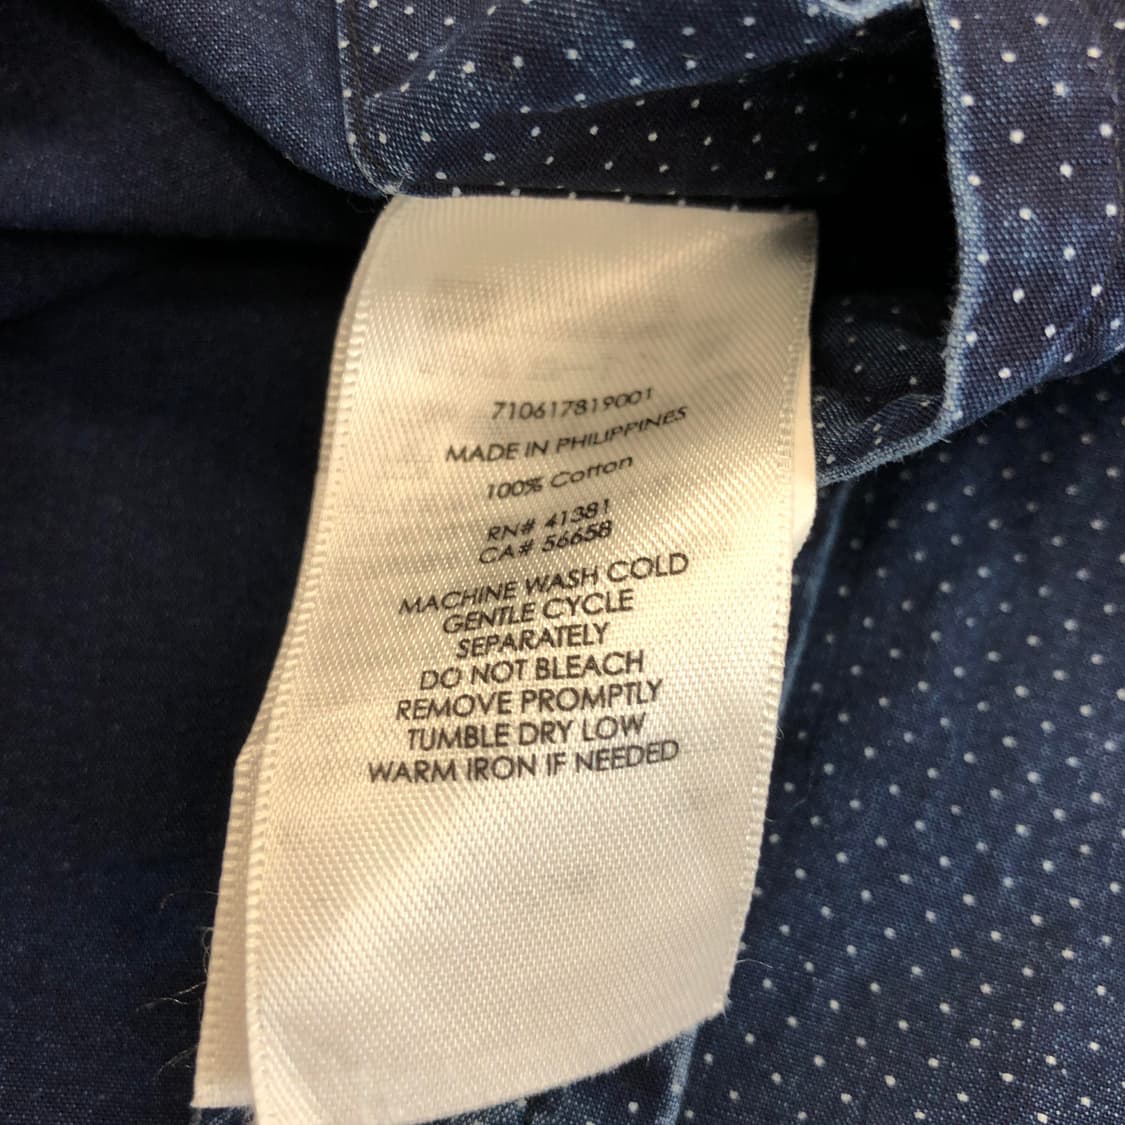 710617819001
MADE IN PHILIPPINES
100% Cotton
RN# 41381
CA# 56658
MACHINE WASH COLD
GENTLE CYCLE
SEPARATELY
DO NOT BLEACH
REMOVE PROMPTLY
TUMBLE DRY LOW
WARM IRON IF NEEDED